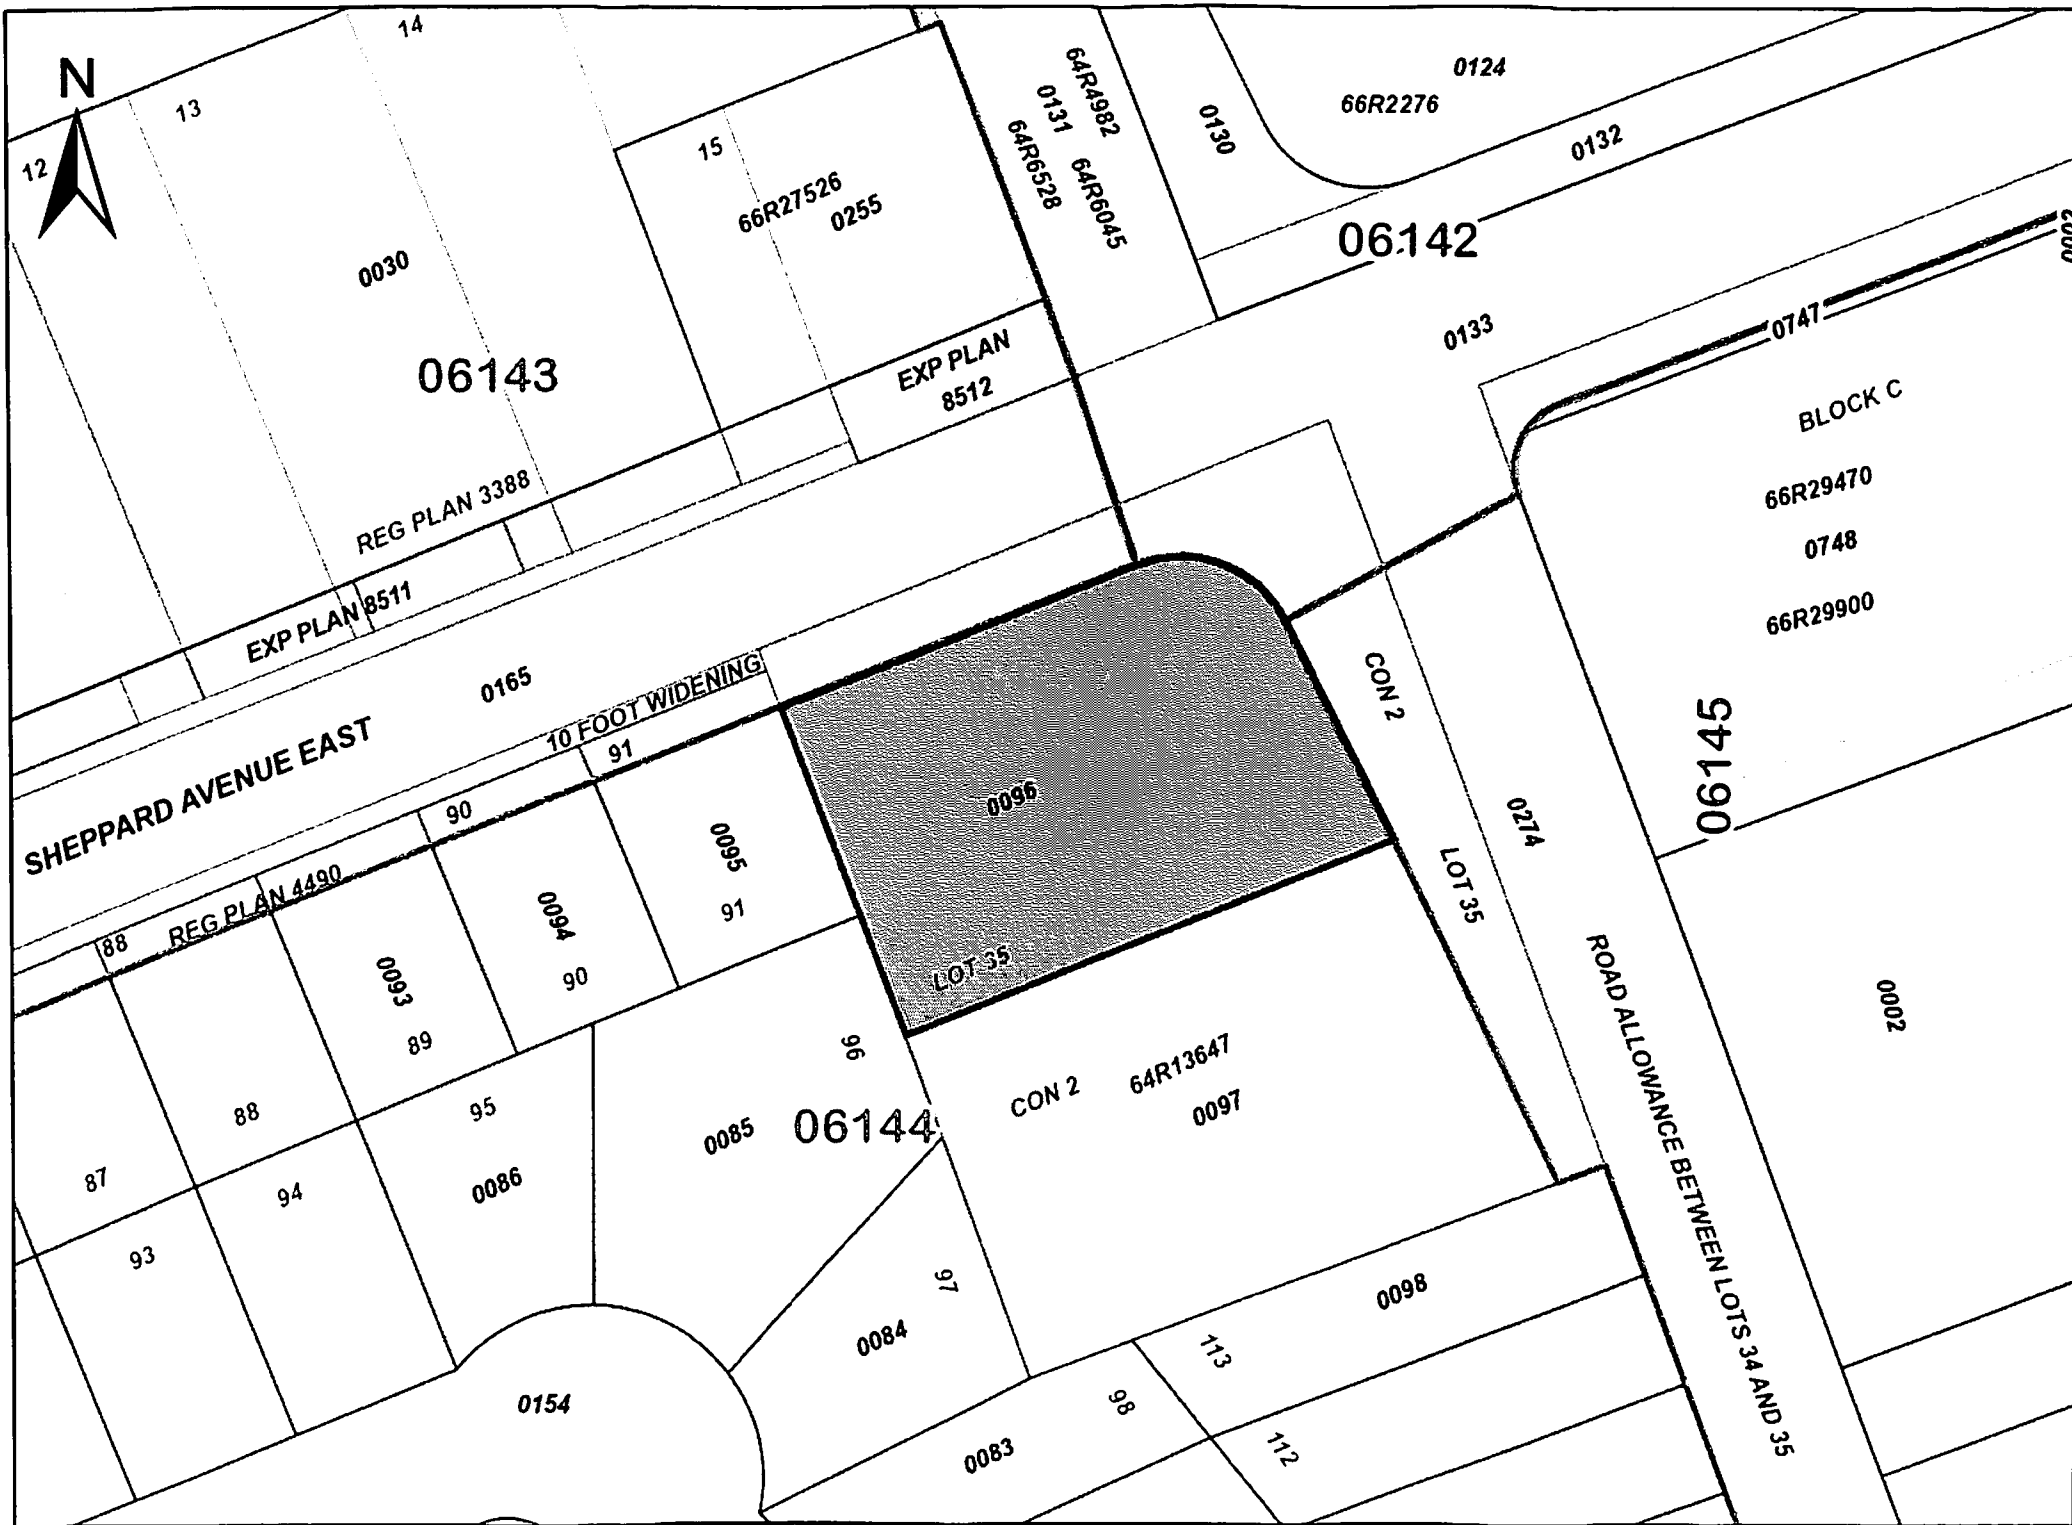 N
14
13
12
15
66R27526
0255
0030
06143
64R4982
0131
64R6045
64R6528
0130
0124
66R2276
0132
06142
0002
0133
0747
EXP PLAN
8512
BLOCK C
66R29470
0748
66R29900
REG PLAN 3388
EXP PLAN 8511
0165
SHEPPARD AVENUE EAST
10 FOOT WIDENING
91
90
REG PLAN 4490
88
0096
LOT 35
0095
91
0094
90
0093
89
88
87
CON 2
LOT 35
0274
06145
ROAD ALLOWANCE BETWEEN LOTS 34 AND 35
0002
96
0085
06144
CON 2
64R13647
0097
95
0086
94
93
97
0084
0098
113
98
112
0083
0154